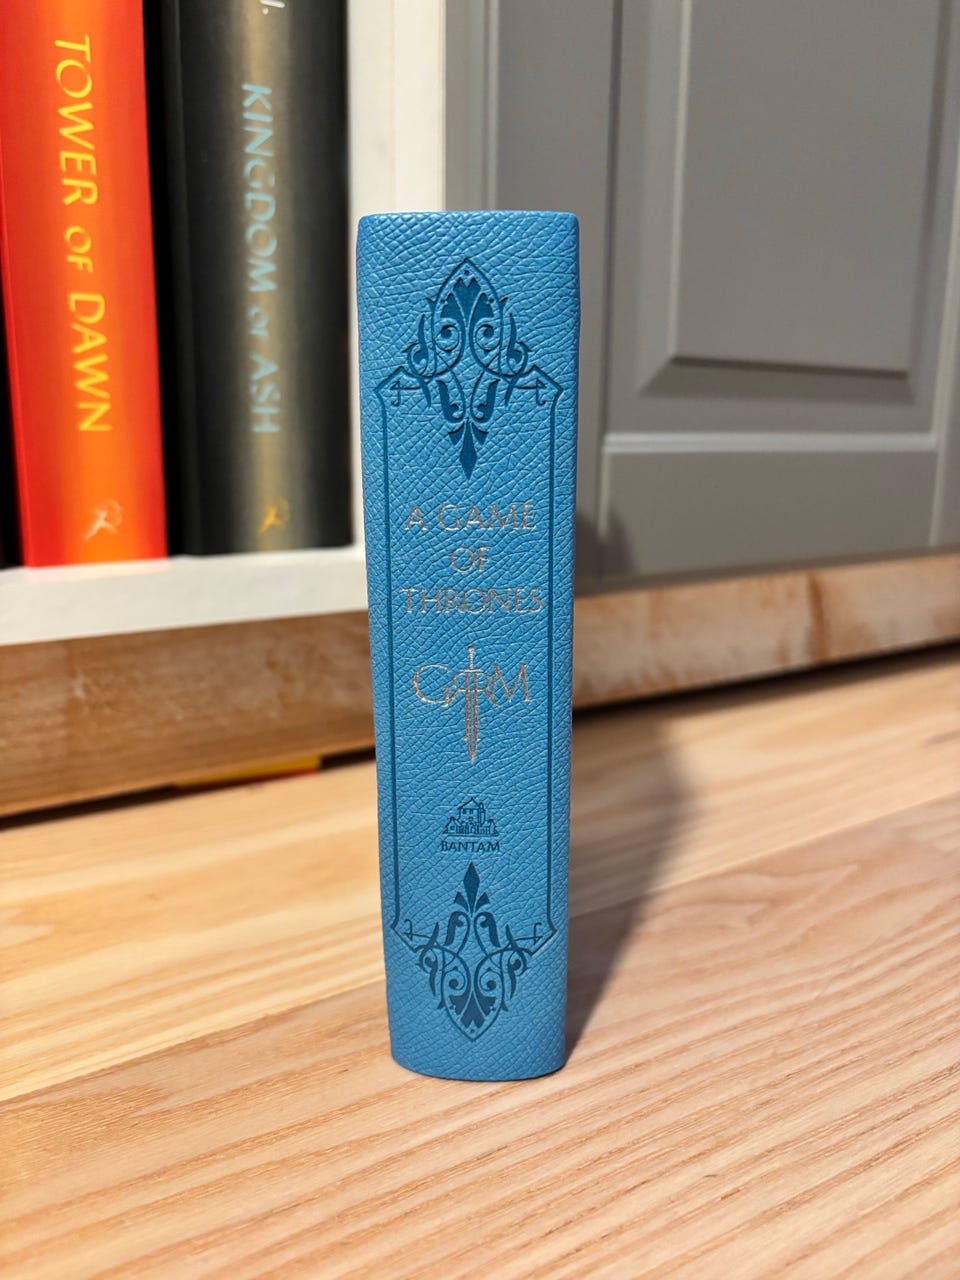 TOWER OF DAWN
KINGDOM OF ASH
A GAME
OF
THRONES
GRRM
BANTAM